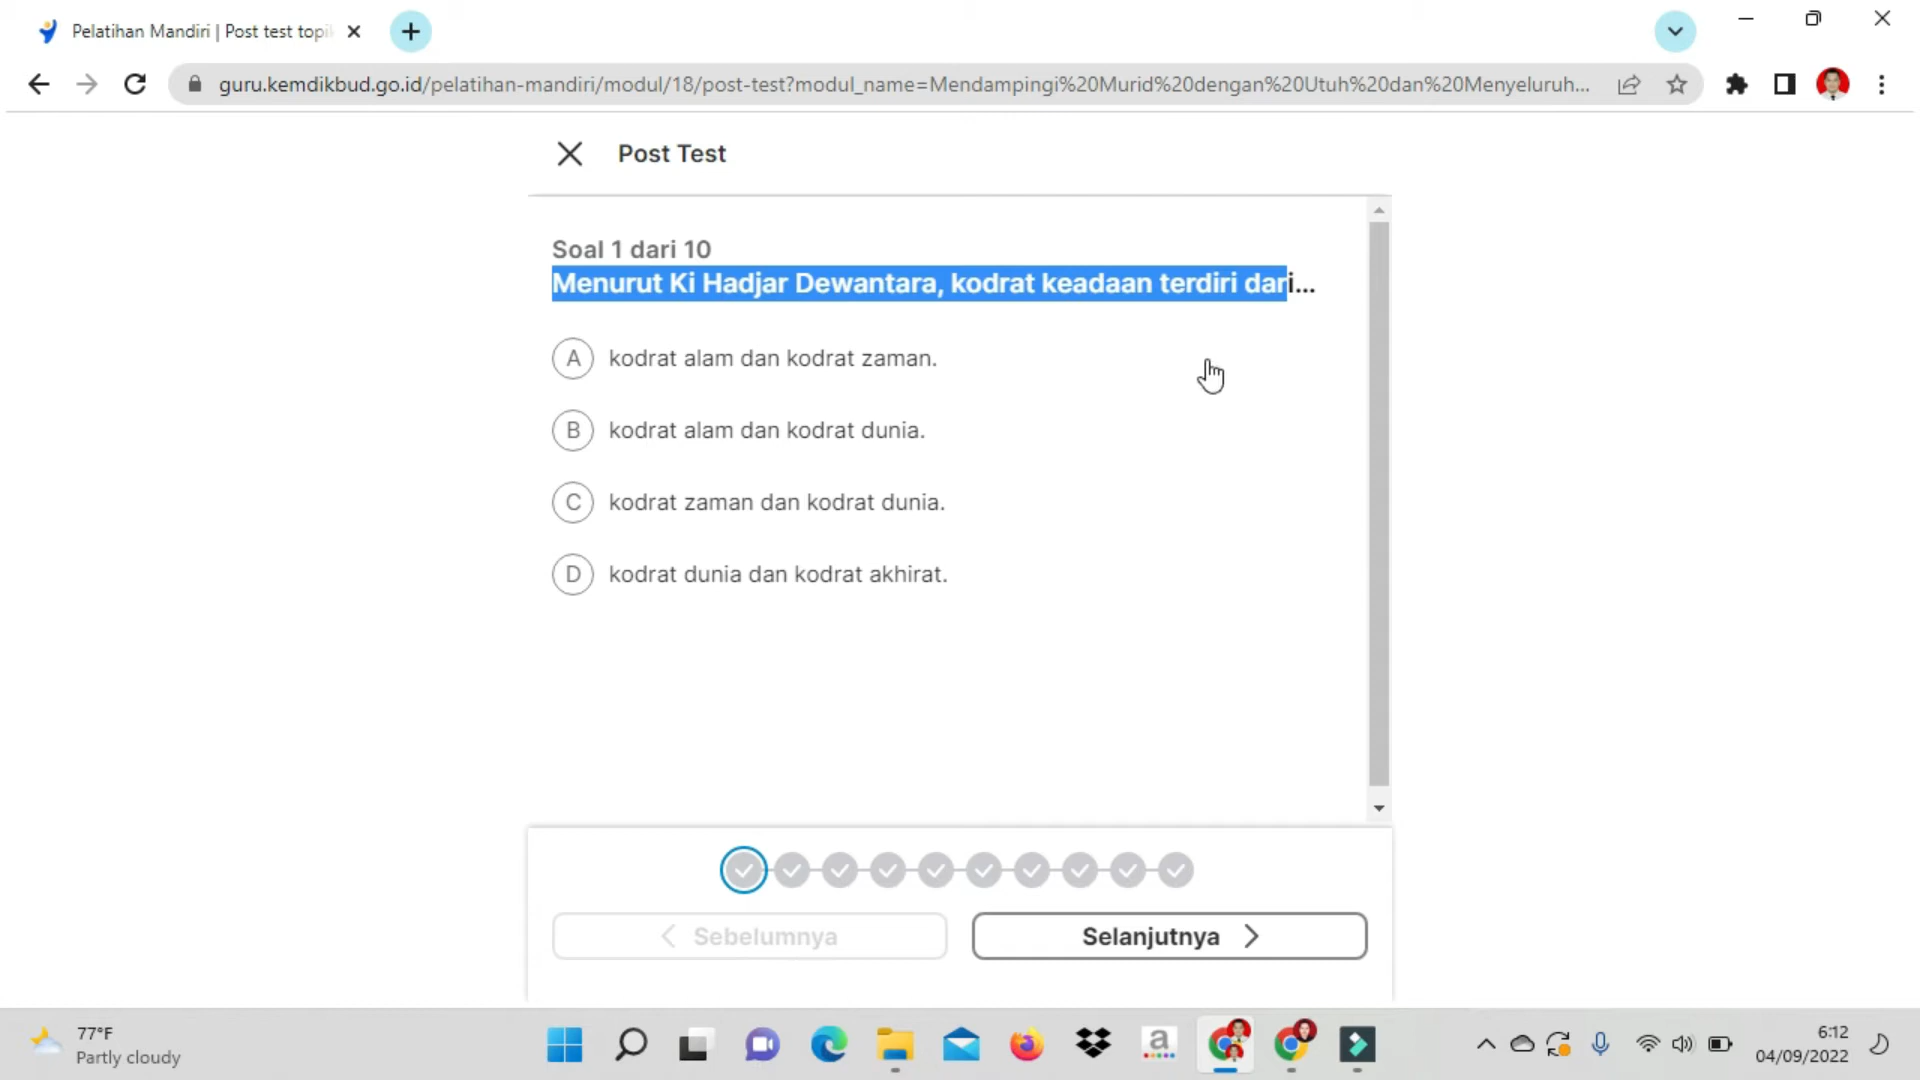 Pelatihan Mandiri | Post test topi
guru.kemdikbud.go.id/pelatihan-mandiri/modul/18/post-test?modul_name=Mendampingi%20Murid%20dengan%20Utuh%20dan%20Menyeluruh...
Post Test
Soal 1 dari 10
Menurut Ki Hadjar Dewantara, kodrat keadaan terdiri dari...
A kodrat alam dan kodrat zaman.
B kodrat alam dan kodrat dunia.
C kodrat zaman dan kodrat dunia.
D kodrat dunia dan kodrat akhirat.
Sebelumnya
Selanjutnya
77°F
Partly cloudy
a
6:12
04/09/2022